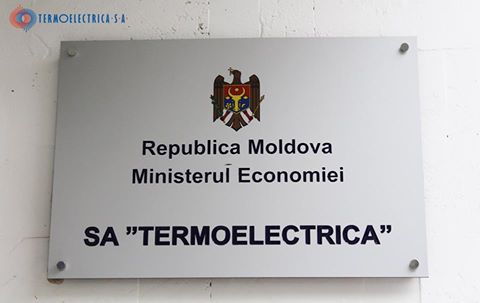 TERMOELECTRICA·S·A
Republica Moldova
Ministerul Economiei
SA ”TERMOELECTRICA”